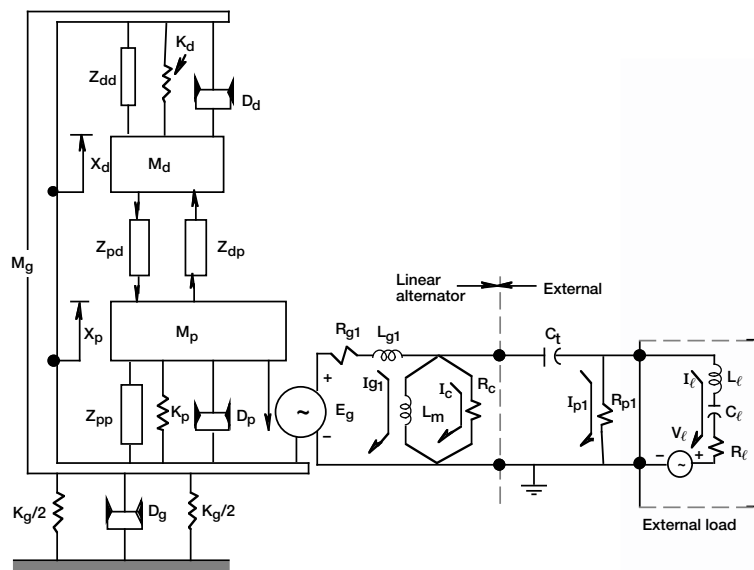 K_d
Z_dd
D_d
X_d
M_d
Z_pd
Z_dp
M_g
Linear
alternator
External
X_p
M_p
R_g1
L_g1
C_t
Z_pp
K_p
D_p
+
~
−
E_g
I_g1
L_m
I_c
R_c
I_p1
R_p1
I_ℓ
L_ℓ
C_ℓ
V_ℓ
R_ℓ
− ~ +
K_g/2
D_g
K_g/2
External load